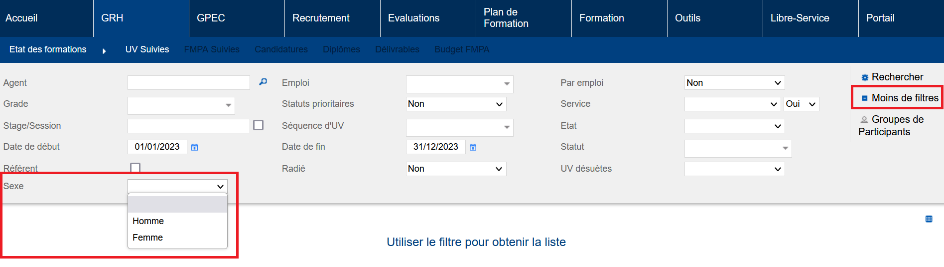 Accueil GRH GPEC Recrutement Evaluations Plan de Formation Formation Outils Libre-Service Portail
Etat des formations UV Suivies FMPA Suivies Candidatures Diplômes Délivrables Budget FMPA
Agent Emploi Par emploi Non Rechercher
Grade Statuts prioritaires Non Service Oui Moins de filtres
Stage/Session Séquence d'UV Etat Groupes de Participants
Date de début 01/01/2023 Date de fin 31/12/2023 Statut
Référent Radié Non UV désuètes
Sexe
Homme
Femme
Utiliser le filtre pour obtenir la liste